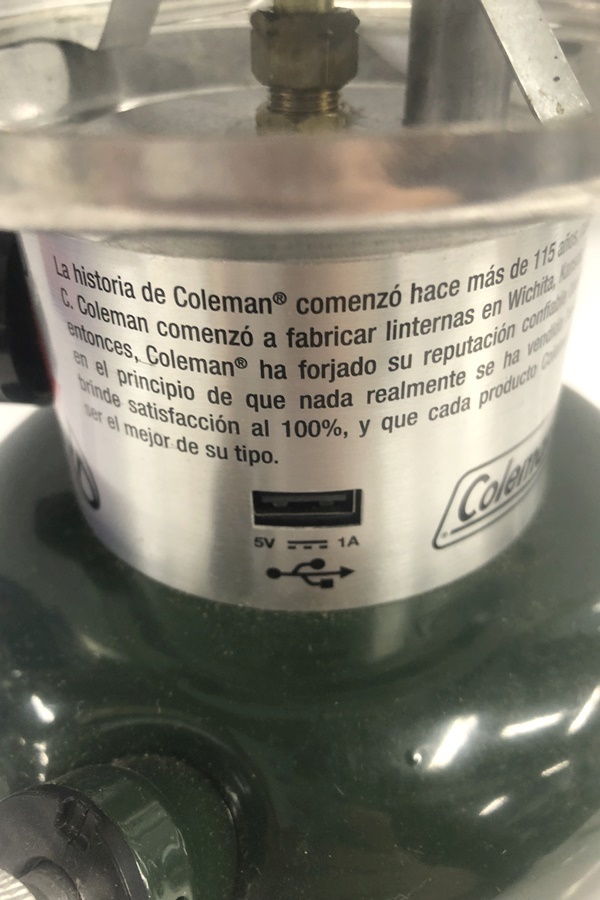 La historia de Coleman® comenzó hace más de 115 años.
C. Coleman comenzó a fabricar linternas en Wichita,
entonces, Coleman® ha forjado su reputación
en el principio de que nada realmente se ha
brinde satisfacción al 100%, y que cada producto
ser el mejor de su tipo.
5V 1A
Coleman